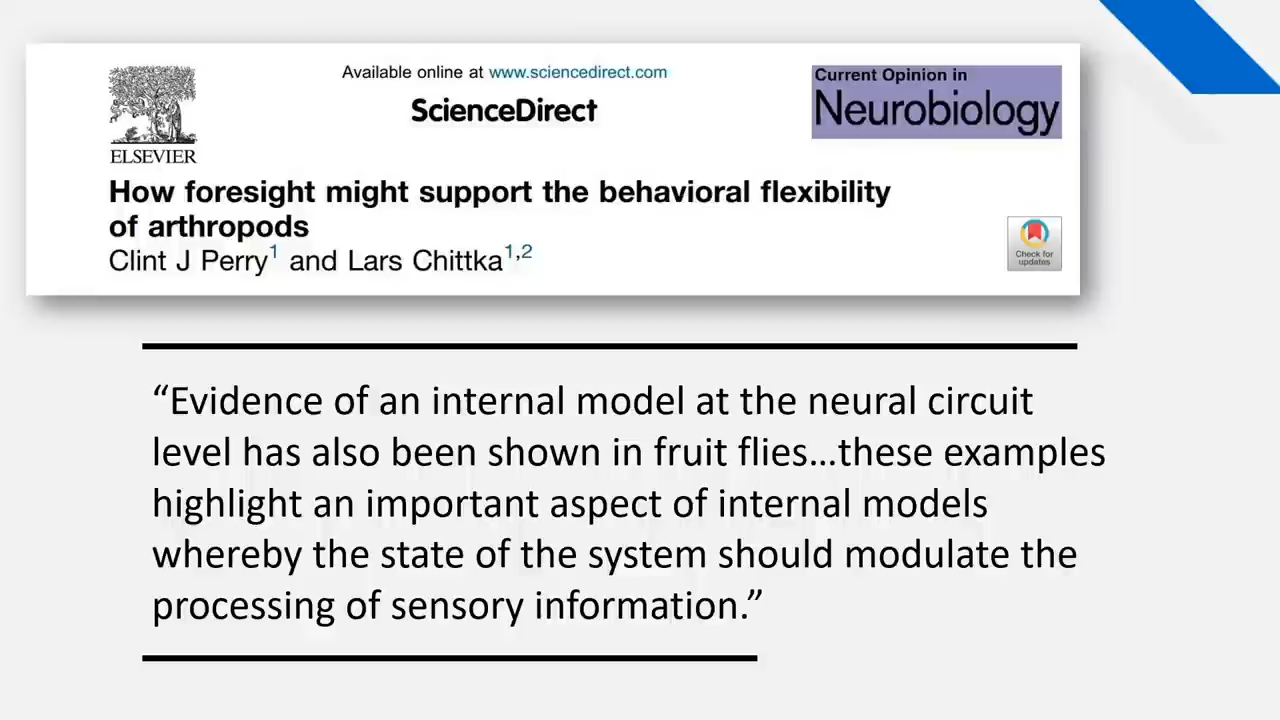 Available online at www.sciencedirect.com
ScienceDirect
ELSEVIER
Current Opinion in
Neurobiology
How foresight might support the behavioral flexibility
of arthropods
Clint J Perry1 and Lars Chittka1,2
Check for
updates
“Evidence of an internal model at the neural circuit
level has also been shown in fruit flies…these examples
highlight an important aspect of internal models
whereby the state of the system should modulate the
processing of sensory information.”